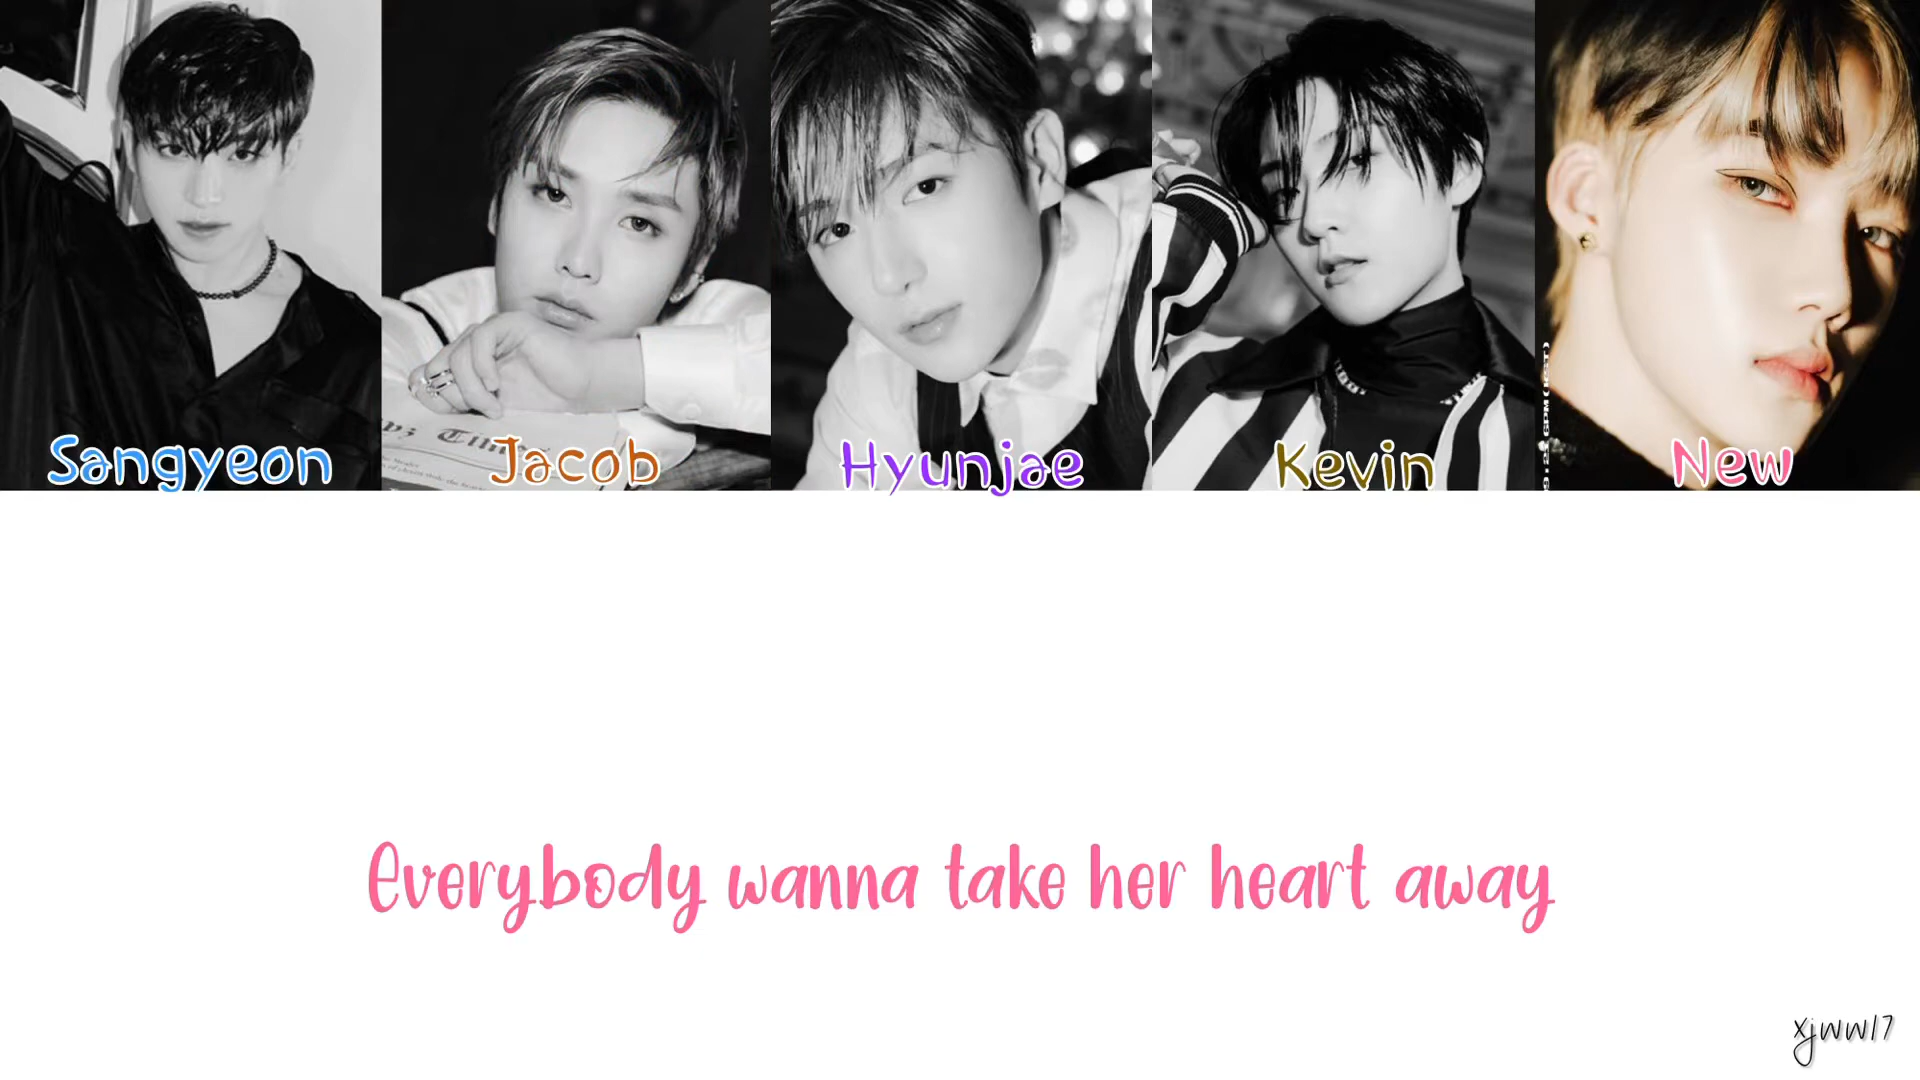 Sangyeon
Jacob
Hyunjae
Kevin
New
Everybody wanna take her heart away
xjww17